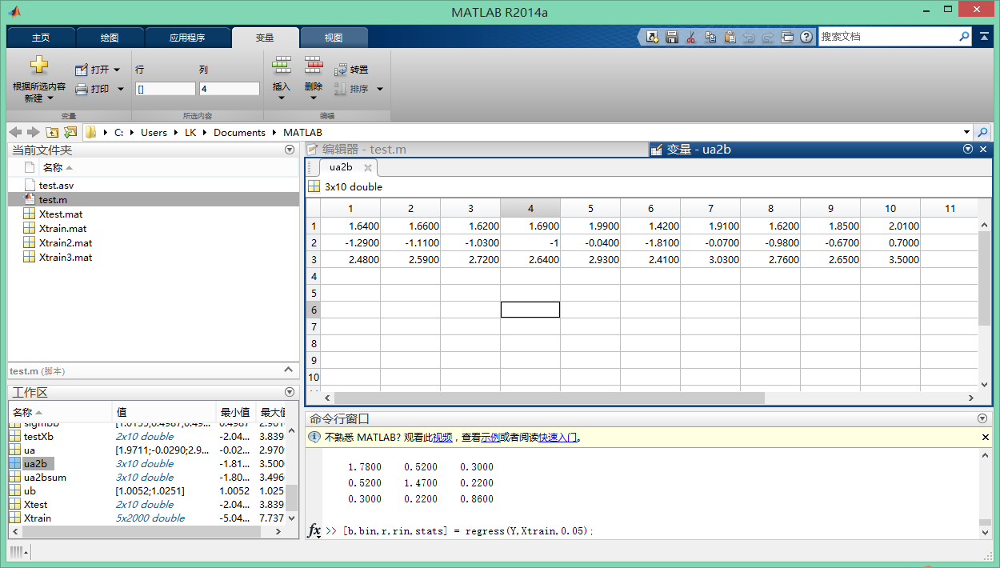 MATLAB R2014a
主页 绘图 应用程序 变量 视图 搜索文档
根据所选内容
新建
打开
打印
变量
行 列
[] 4
所选内容
插入 删除
转置
排序
编辑
C: Users LK Documents MATLAB
当前文件夹
名称
test.asv
test.m
Xtest.mat
Xtrain.mat
Xtrain2.mat
Xtrain3.mat
test.m (脚本)
工作区
名称 值 最小值 最大值
testXb 2x10 double -2.04... 3.839
ua [1.9711;-0.0290;2.9... -0.02... 2.970
ua2b 3x10 double -1.81... 3.5000
ua2bsum 3x10 double -1.80... 3.496
ub [1.0052;1.0251] 1.0052 1.025
Xtest 2x10 double -2.04... 3.839
Xtrain 5x2000 double -5.04... 7.737
编辑器 - test.m
变量 - ua2b
ua2b
3x10 double
1 2 3 4 5 6 7 8 9 10 11
1 1.6400 1.6600 1.6200 1.6900 1.9900 1.4200 1.9100 1.6200 1.8500 2.0100
2 -1.2900 -1.1100 -1.0300 -1 -0.0400 -1.8100 -0.0700 -0.9800 -0.6700 0.7000
3 2.4800 2.5900 2.7200 2.6400 2.9300 2.4100 3.0300 2.7600 2.6500 3.5000
4
5
6
7
8
9
10
命令行窗口
不熟悉 MATLAB? 观看此视频，查看示例或者阅读快速入门。
1.7800 0.5200 0.3000
0.5200 1.4700 0.2200
0.3000 0.2200 0.8600
fx >> [b,bin,r,rin,stats] = regress(Y,Xtrain,0.05);